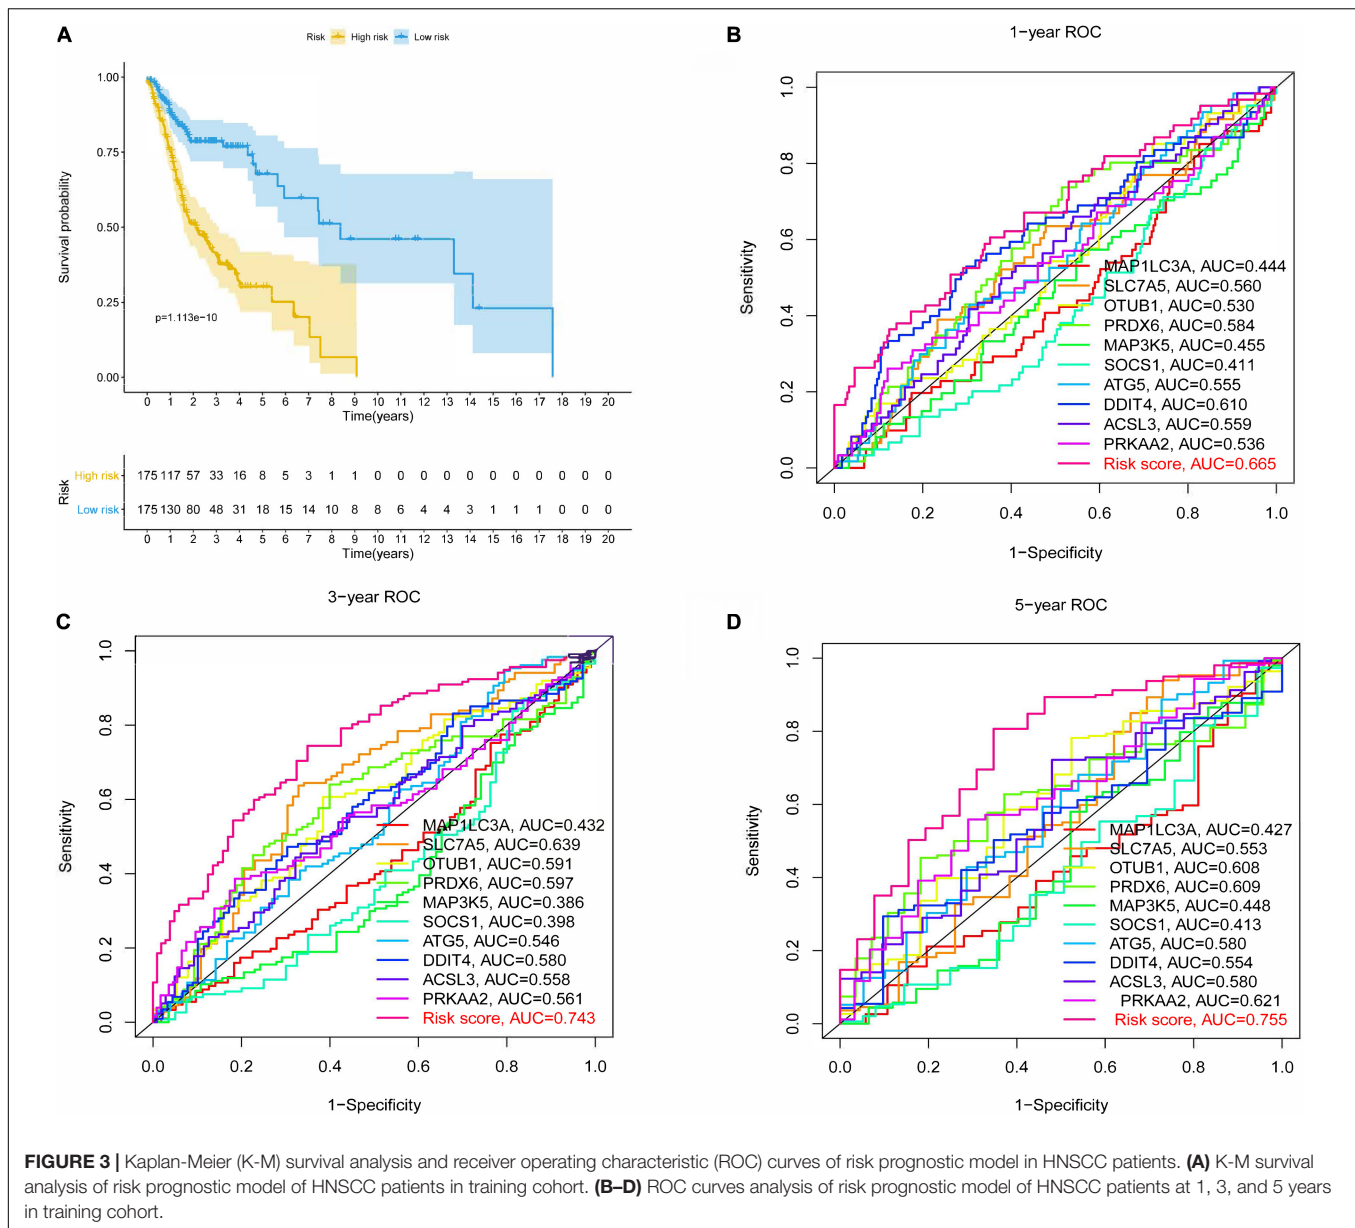 A
Risk High risk Low risk
Survival probability
1.00
0.75
0.50
0.25
0.00
p=1.113e−10
0 1 2 3 4 5 6 7 8 9 10 11 12 13 14 15 16 17 18 19 20
Time(years)
Risk
High risk 175 117 57 33 16 8 5 3 1 1 0 0 0 0 0 0 0 0 0 0 0
Low risk 175 130 80 48 31 18 15 14 10 8 8 6 4 4 3 1 1 1 0 0 0
0 1 2 3 4 5 6 7 8 9 10 11 12 13 14 15 16 17 18 19 20
Time(years)
B
1−year ROC
Sensitivity
1.0
0.8
0.6
0.4
0.2
0.0
MAP1LC3A, AUC=0.444
SLC7A5, AUC=0.560
OTUB1, AUC=0.530
PRDX6, AUC=0.584
MAP3K5, AUC=0.455
SOCS1, AUC=0.411
ATG5, AUC=0.555
DDIT4, AUC=0.610
ACSL3, AUC=0.559
PRKAA2, AUC=0.536
Risk score, AUC=0.665
0.0 0.2 0.4 0.6 0.8 1.0
1−Specificity
C
3−year ROC
Sensitivity
1.0
0.8
0.6
0.4
0.2
0.0
MAP1LC3A, AUC=0.432
SLC7A5, AUC=0.639
OTUB1, AUC=0.591
PRDX6, AUC=0.597
MAP3K5, AUC=0.386
SOCS1, AUC=0.398
ATG5, AUC=0.546
DDIT4, AUC=0.580
ACSL3, AUC=0.558
PRKAA2, AUC=0.561
Risk score, AUC=0.743
0.0 0.2 0.4 0.6 0.8 1.0
1−Specificity
D
5−year ROC
Sensitivity
1.0
0.8
0.6
0.4
0.2
0.0
MAP1LC3A, AUC=0.427
SLC7A5, AUC=0.553
OTUB1, AUC=0.608
PRDX6, AUC=0.609
MAP3K5, AUC=0.448
SOCS1, AUC=0.413
ATG5, AUC=0.580
DDIT4, AUC=0.554
ACSL3, AUC=0.580
PRKAA2, AUC=0.621
Risk score, AUC=0.755
0.0 0.2 0.4 0.6 0.8 1.0
1−Specificity
FIGURE 3 | Kaplan-Meier (K-M) survival analysis and receiver operating characteristic (ROC) curves of risk prognostic model in HNSCC patients. (A) K-M survival
analysis of risk prognostic model of HNSCC patients in training cohort. (B–D) ROC curves analysis of risk prognostic model of HNSCC patients at 1, 3, and 5 years
in training cohort.